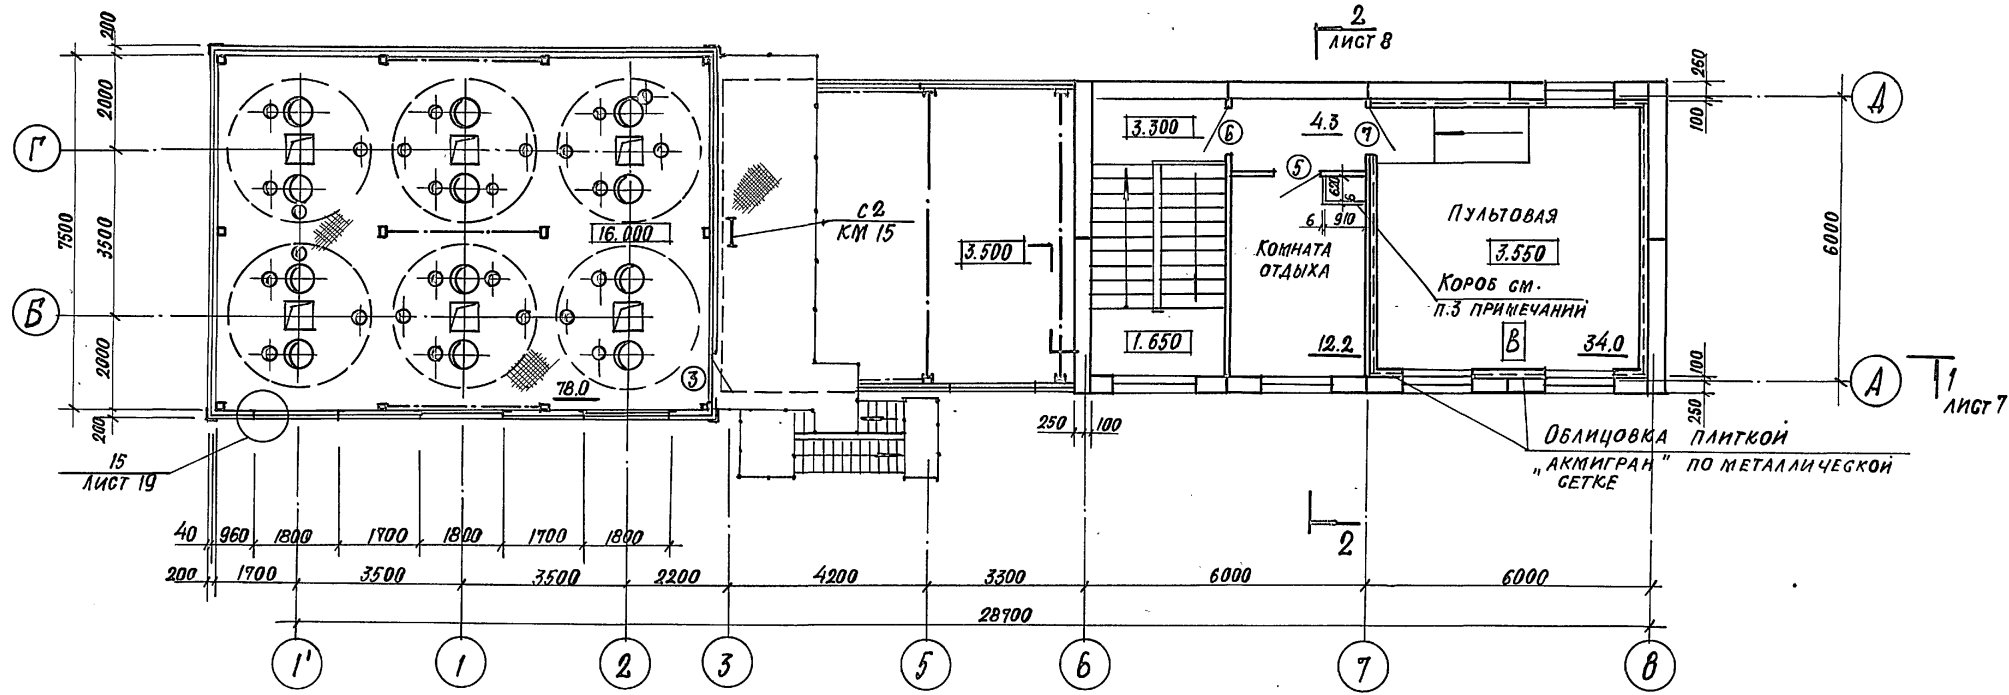 2
ЛИСТ 8
200
2000
3500
7500
2000
200
Г
Б
16.000
78.0
3
С 2
КМ 15
3.500
3.300
1.650
6
4.3
7
5
620
6
6
910
КОМНАТА
ОТДЫХА
12.2
ПУЛЬТОВАЯ
3.550
КОРОБ СМ.
П.3 ПРИМЕЧАНИЙ
В
34.0
260
100
6000
100
250
Д
А
1
ЛИСТ 7
250
100
ОБЛИЦОВКА ПЛИТКОЙ
„АКМИГРАН" ПО МЕТАЛЛИЧЕСКОЙ
СЕТКЕ
15
ЛИСТ 19
2
40 960 1800 1700 1800 1700 1800
200 1700 3500 3500 2200 4200 3300 6000 6000
28700
1' 1 2 3 5 6 7 8